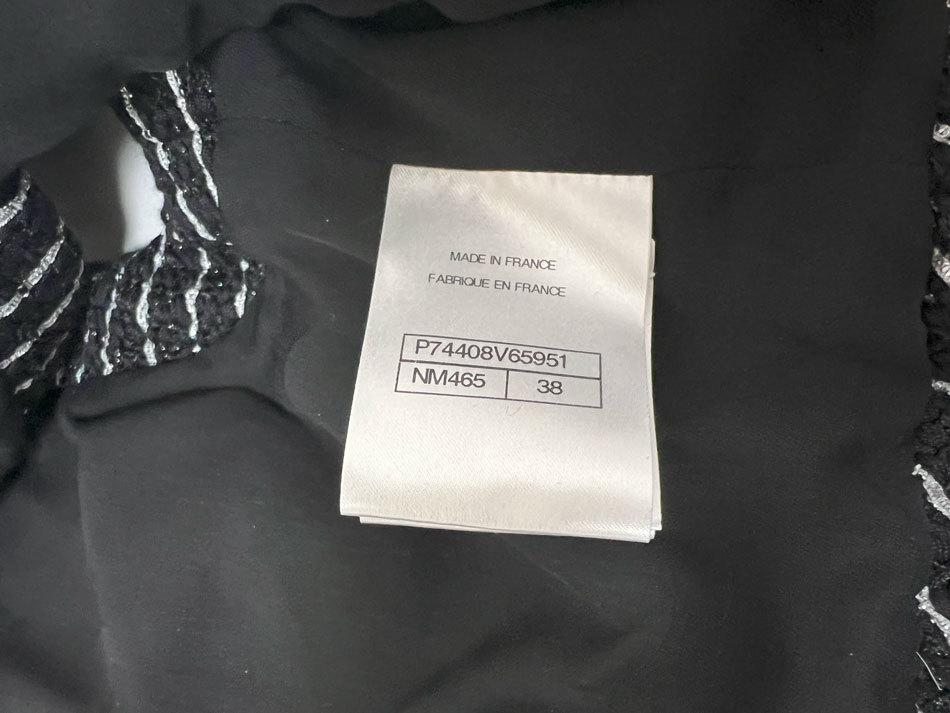 MADE IN FRANCE
FABRIQUE EN FRANCE
P74408V65951
NM465 38